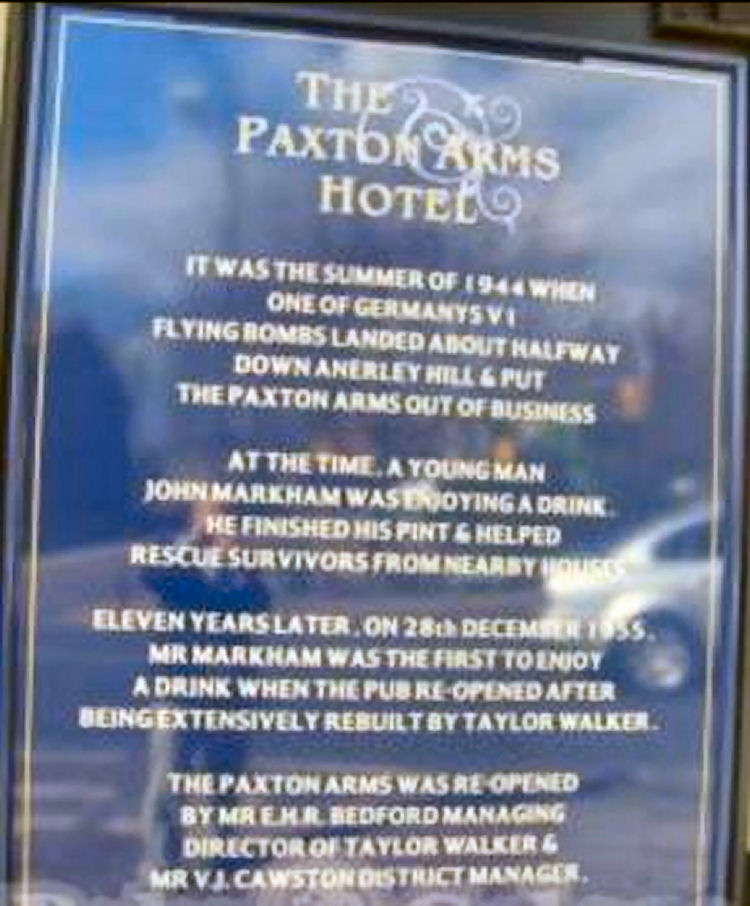 THE
PAXTON ARMS
HOTEL
IT WAS THE SUMMER OF 1944 WHEN
ONE OF GERMANYS V1
FLYING BOMBS LANDED ABOUT HALFWAY
DOWN ANERLEY HILL & PUT
THE PAXTON ARMS OUT OF BUSINESS
AT THE TIME, A YOUNG MAN
JOHN MARKHAM WAS ENJOYING A DRINK.
HE FINISHED HIS PINT & HELPED
RESCUE SURVIVORS FROM NEARBY HOUSES
ELEVEN YEARS LATER, ON 28th DECEMBER 1955,
MR MARKHAM WAS THE FIRST TO ENJOY
A DRINK WHEN THE PUB RE-OPENED AFTER
BEING EXTENSIVELY REBUILT BY TAYLOR WALKER.
THE PAXTON ARMS WAS RE-OPENED
BY MR E.H.R. BEDFORD MANAGING
DIRECTOR OF TAYLOR WALKER &
MR V.J. CAWSTON DISTRICT MANAGER.